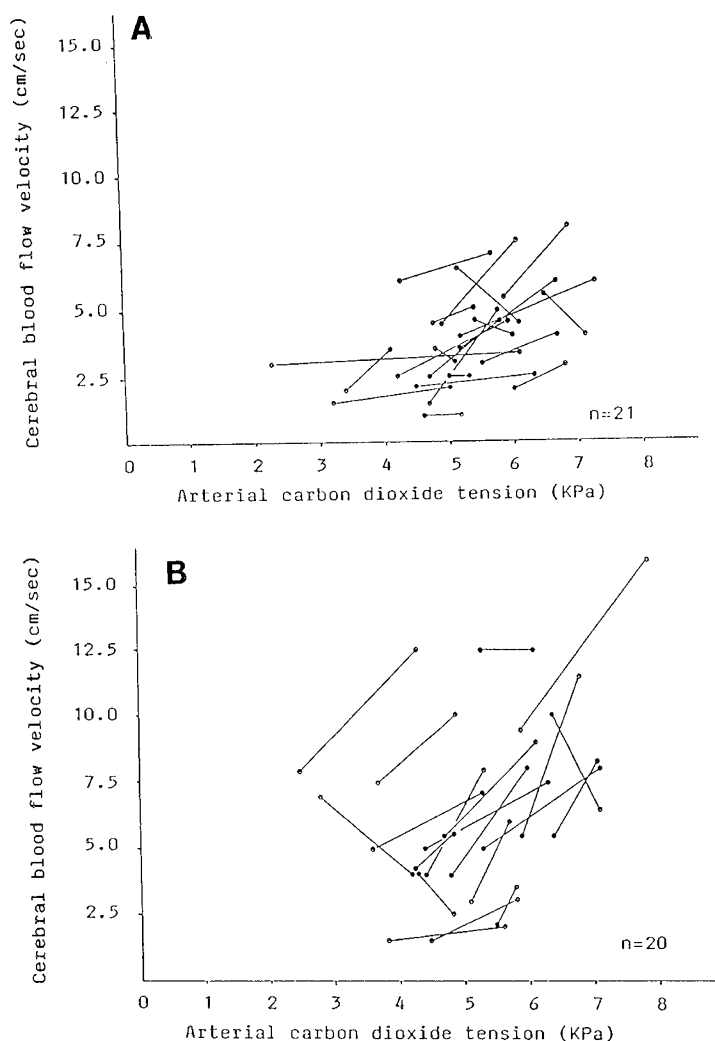 A
Cerebral blood flow velocity (cm/sec)
15.0
12.5
10.0
7.5
5.0
2.5
n=21
0 1 2 3 4 5 6 7 8
Arterial carbon dioxide tension (KPa)
B
Cerebral blood flow velocity (cm/sec)
15.0
12.5
10.0
7.5
5.0
2.5
n=20
0 1 2 3 4 5 6 7 8
Arterial carbon dioxide tension (KPa)